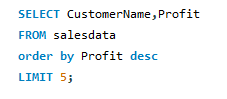 SELECT CustomerName,Profit
FROM salesdata
order by Profit desc
LIMIT 5;